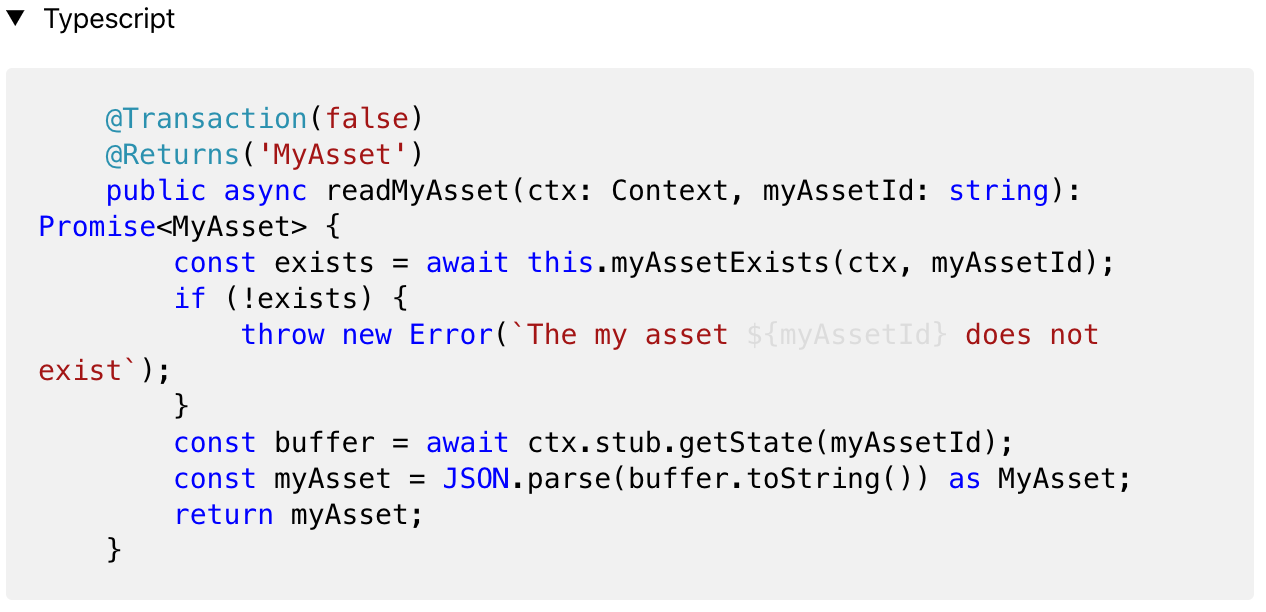 ▼ Typescript
@Transaction(false)
@Returns('MyAsset')
public async readMyAsset(ctx: Context, myAssetId: string):
Promise<MyAsset> {
const exists = await this.myAssetExists(ctx, myAssetId);
if (!exists) {
throw new Error(`The my asset ${myAssetId} does not
exist`);
}
const buffer = await ctx.stub.getState(myAssetId);
const myAsset = JSON.parse(buffer.toString()) as MyAsset;
return myAsset;
}